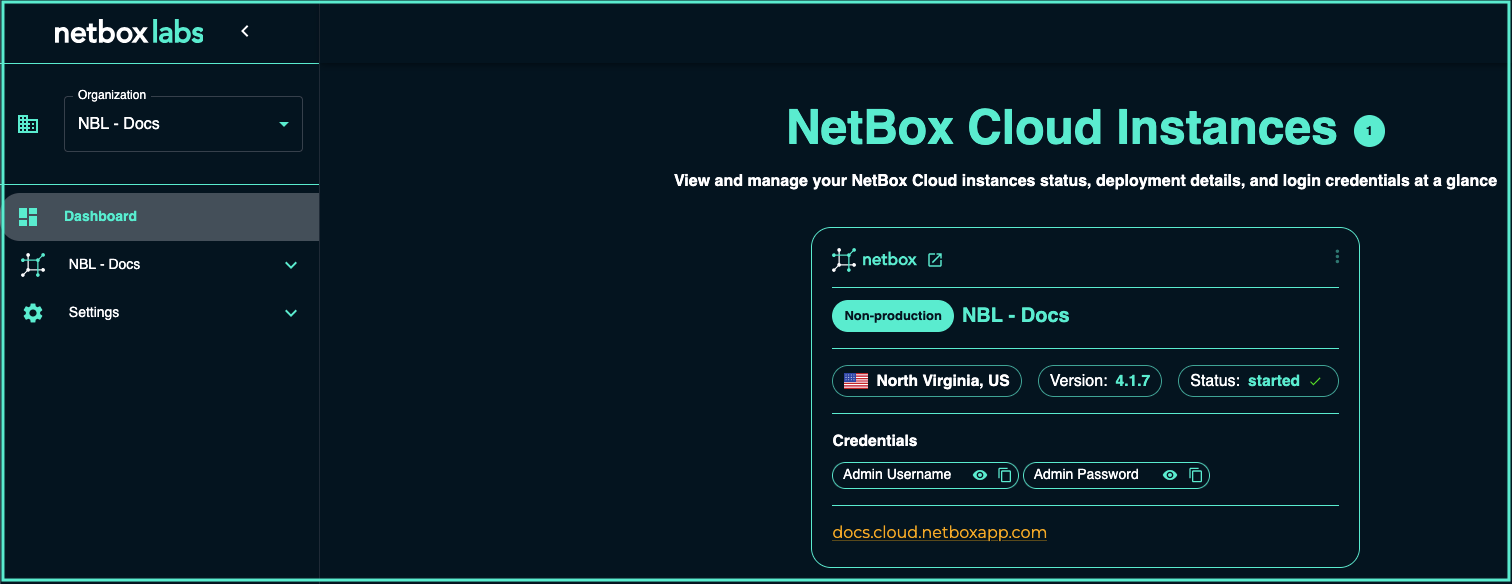 netboxlabs
Organization
NBL - Docs
Dashboard
NBL - Docs
Settings
NetBox Cloud Instances 1
View and manage your NetBox Cloud instances status, deployment details, and login credentials at a glance
netbox
Non-production NBL - Docs
North Virginia, US Version: 4.1.7 Status: started
Credentials
Admin Username Admin Password
docs.cloud.netboxapp.com